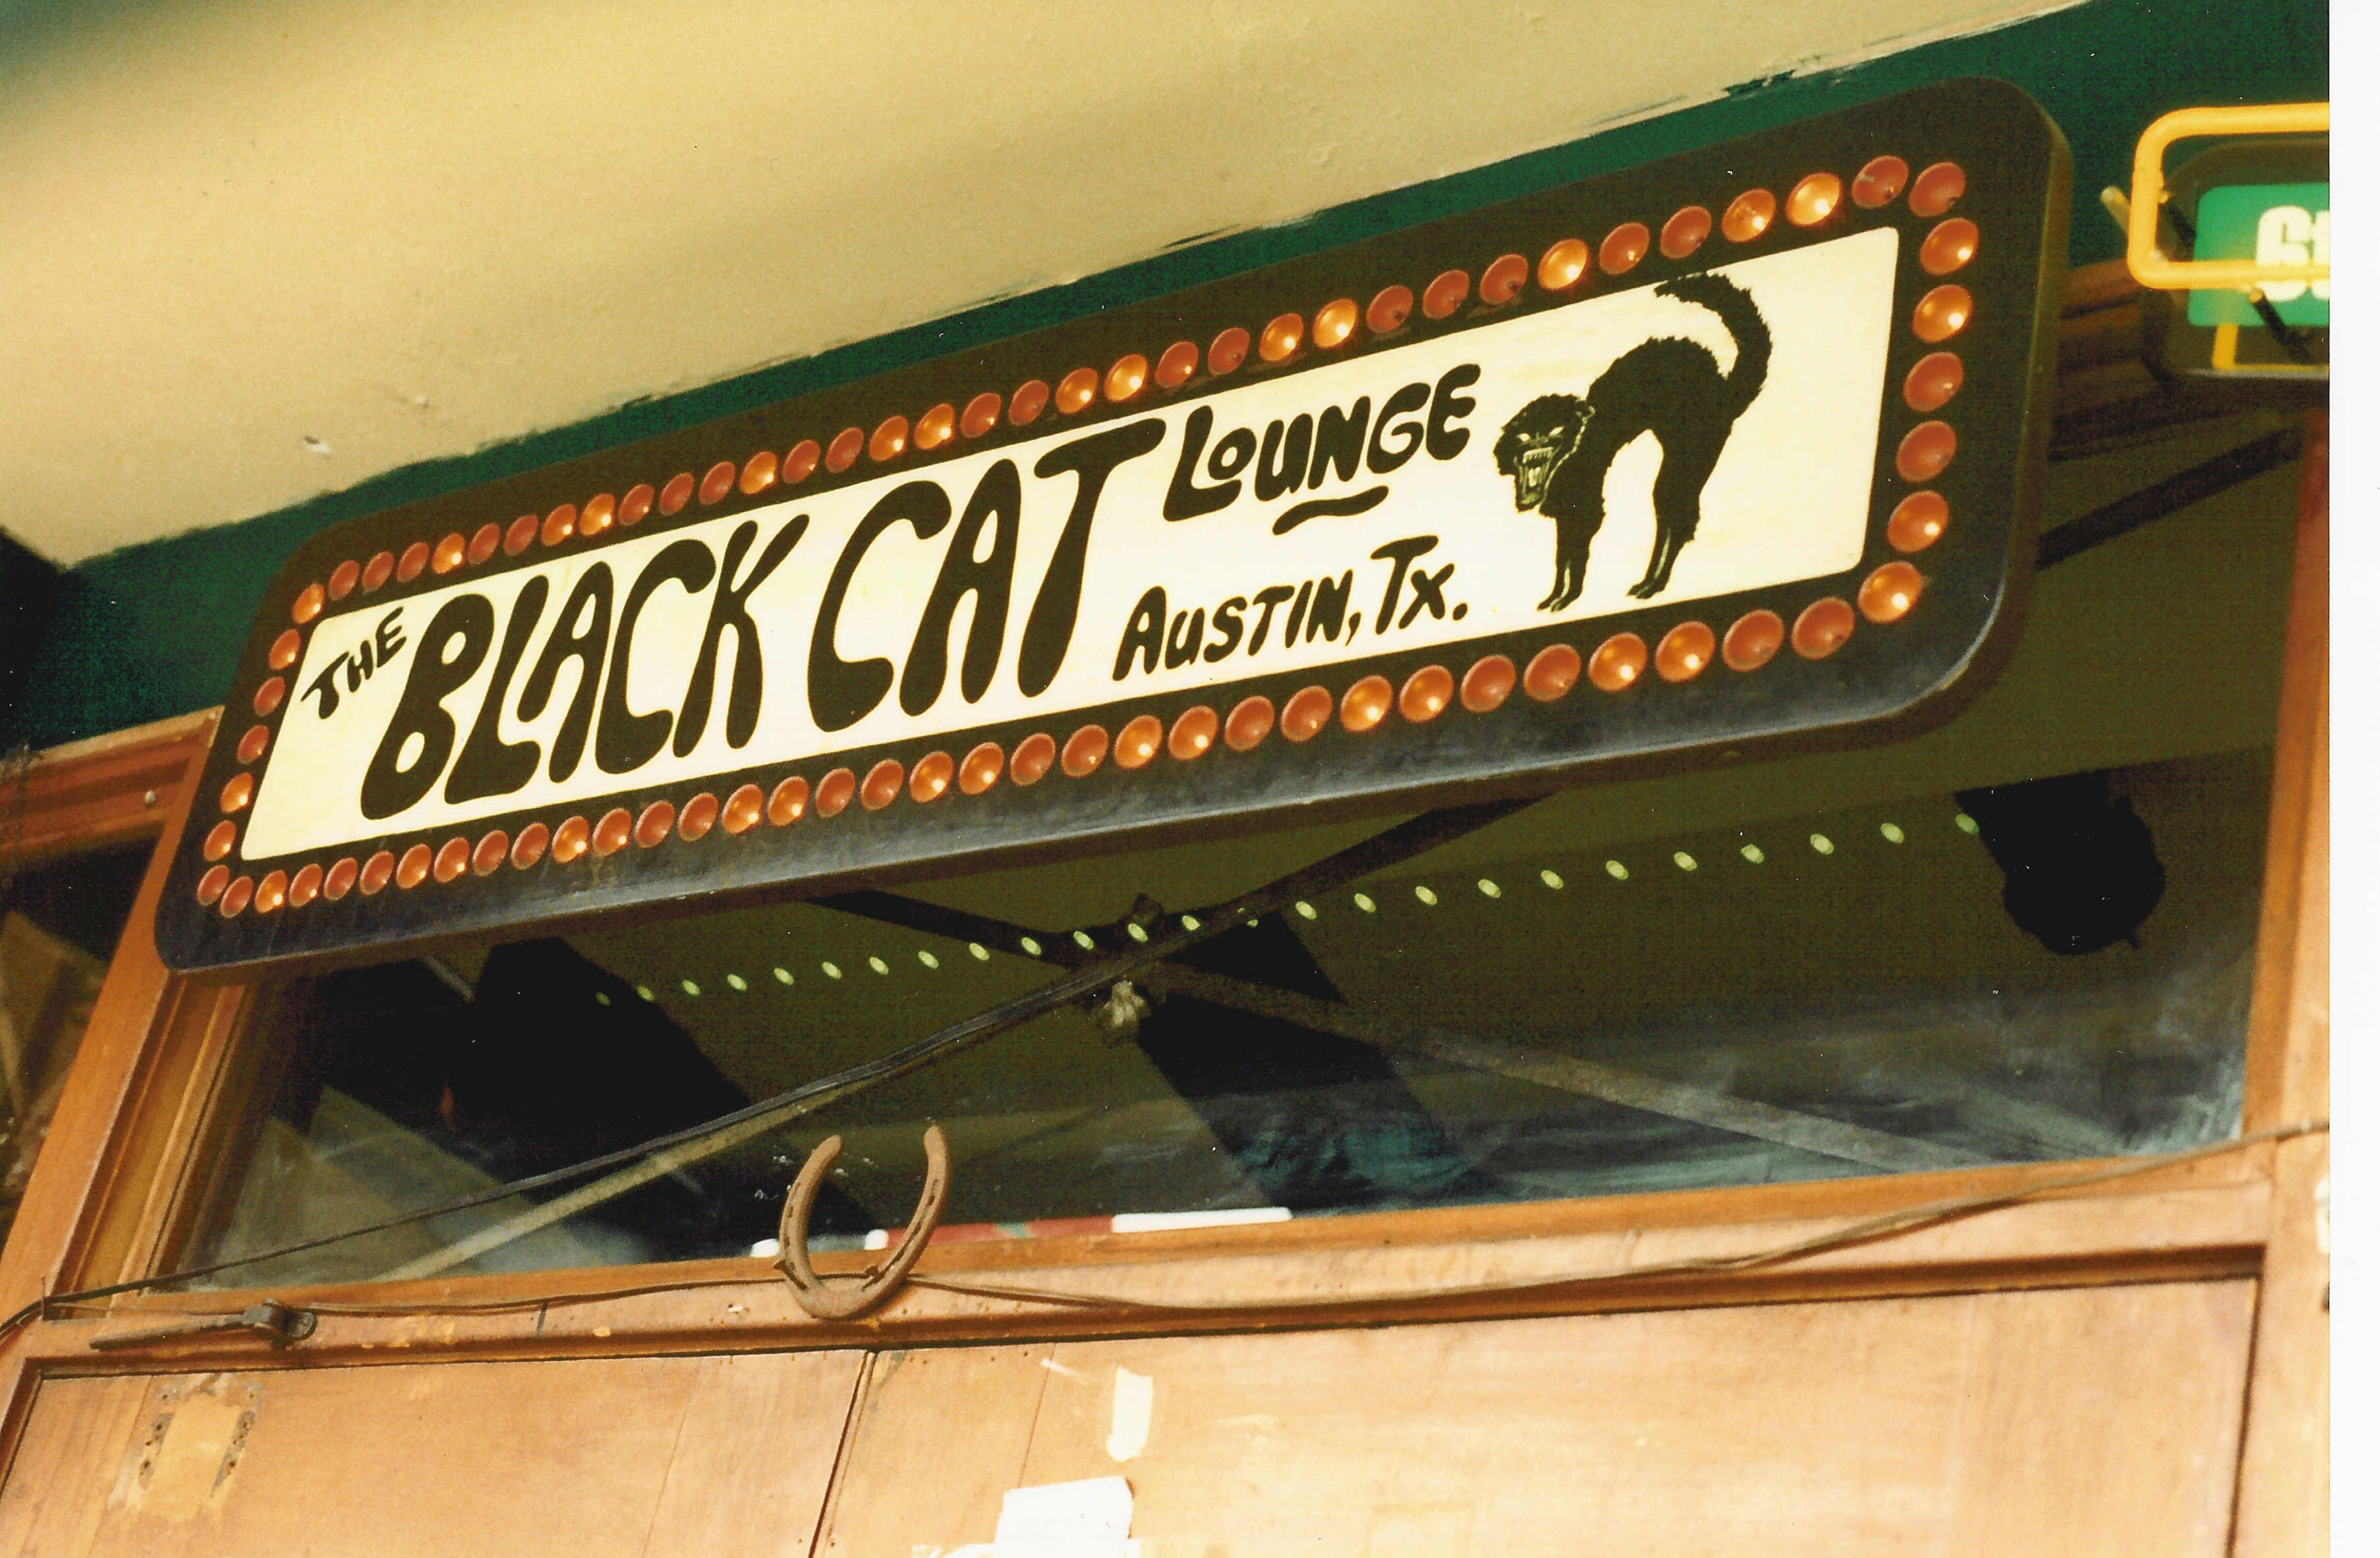 THE BLACK CAT LOUNGE
AUSTIN, TX.